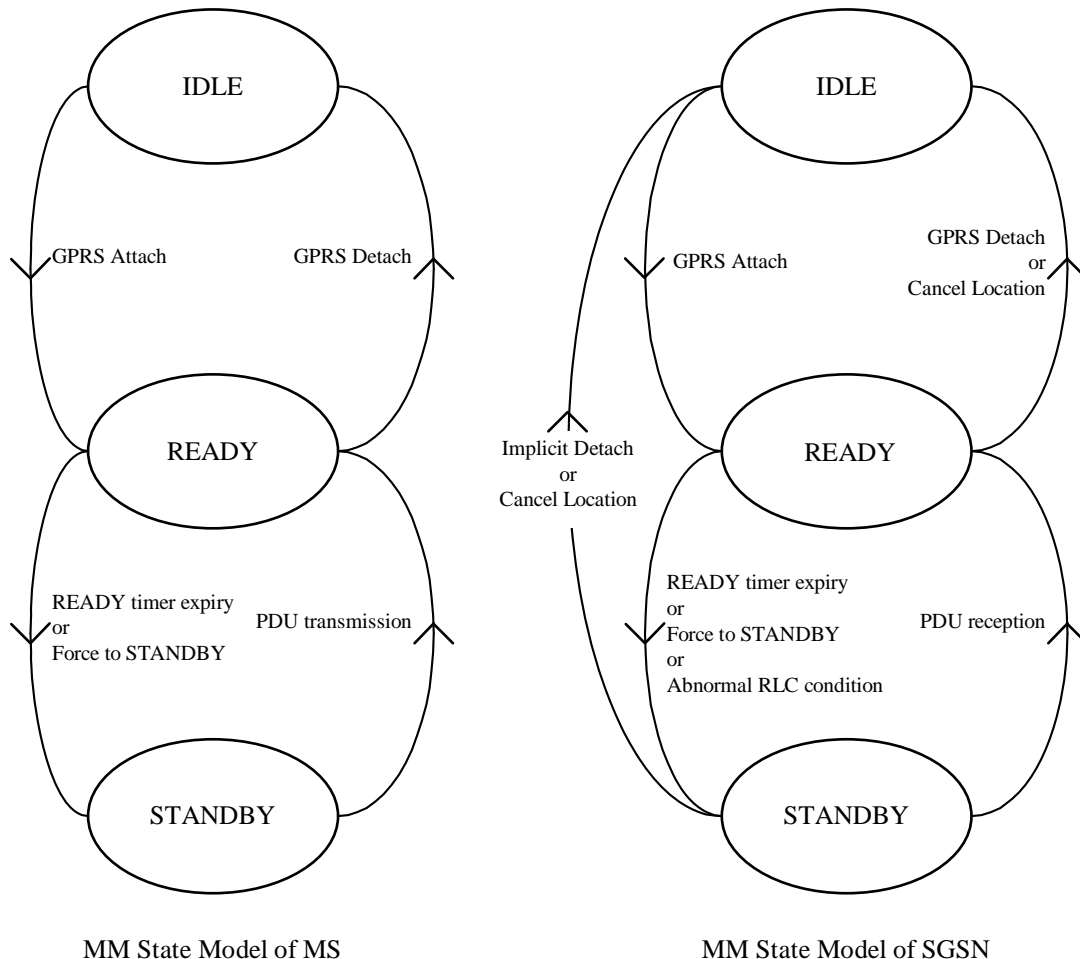 IDLE
GPRS Attach
GPRS Detach
READY
READY timer expiry
or
Force to STANDBY
PDU transmission
STANDBY
MM State Model of MS
IDLE
GPRS Attach
GPRS Detach
or
Cancel Location
Implicit Detach
or
Cancel Location
READY
READY timer expiry
or
Force to STANDBY
or
Abnormal RLC condition
PDU reception
STANDBY
MM State Model of SGSN